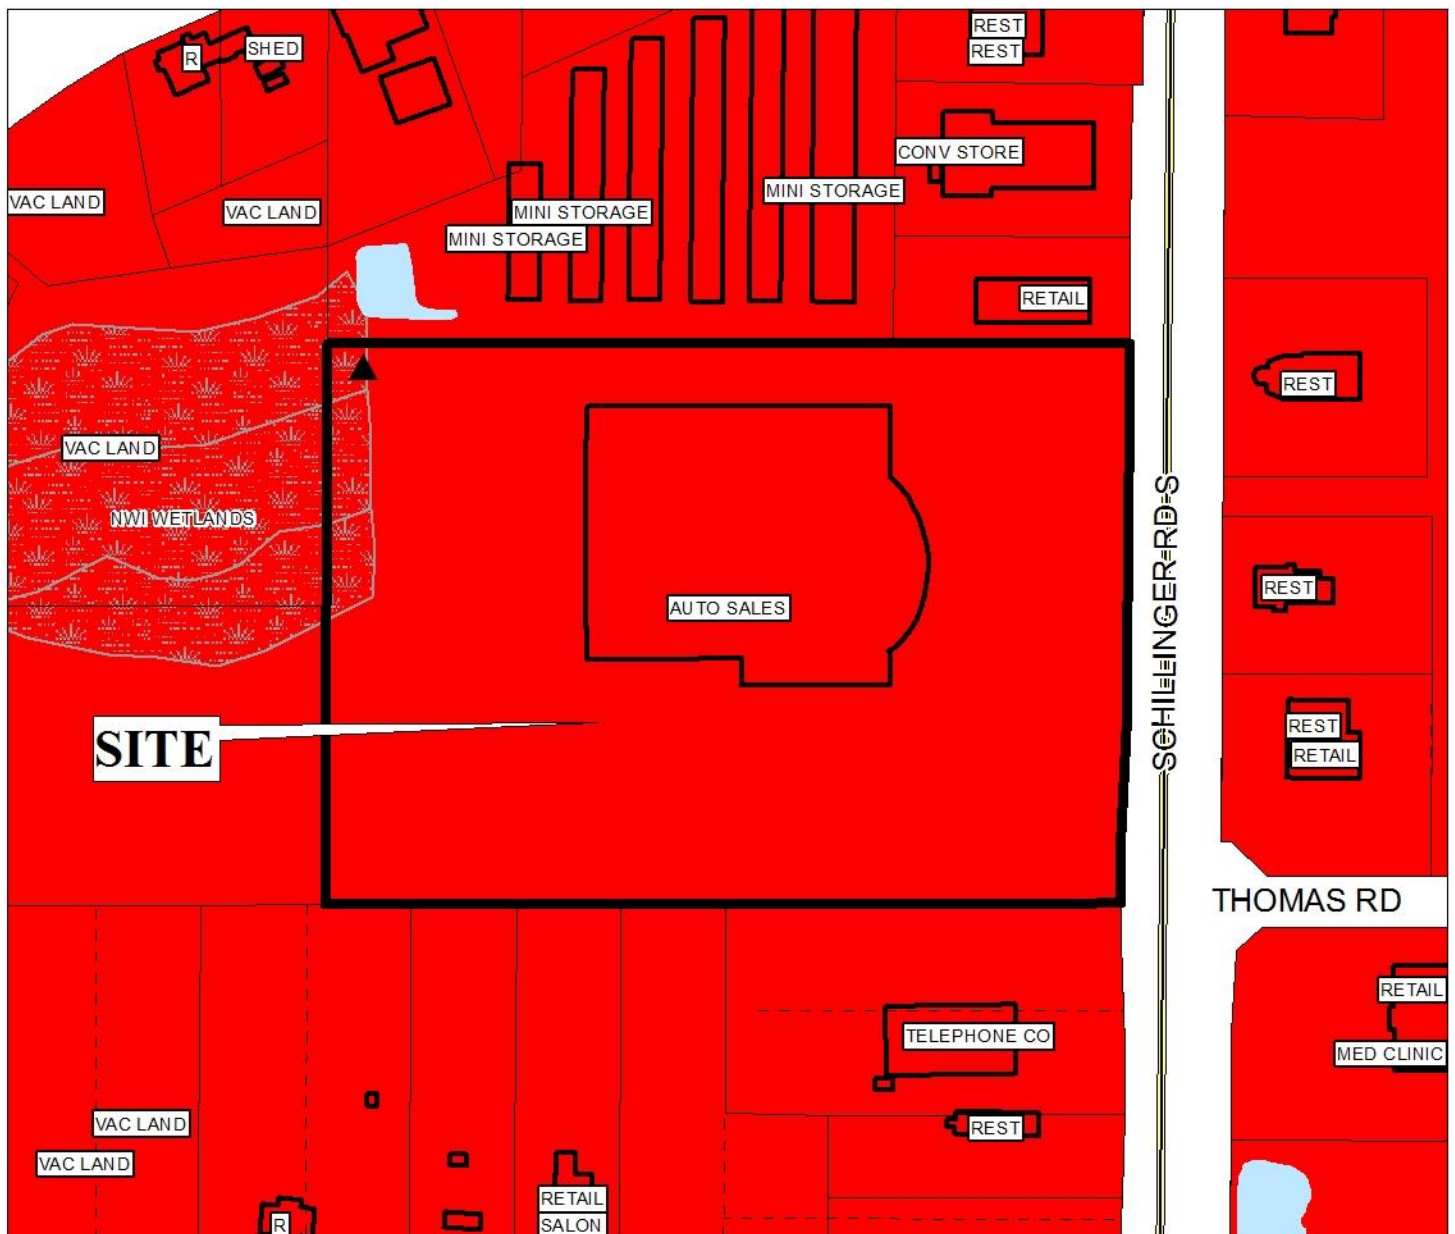 REST
REST
R
SHED
CONV STORE
VAC LAND
VAC LAND
MINI STORAGE
MINI STORAGE
MINI STORAGE
RETAIL
REST
VAC LAND
NWI WETLANDS
SCHILLINGER RD S
REST
AUTO SALES
SITE
REST
RETAIL
THOMAS RD
RETAIL
TELEPHONE CO
MED CLINIC
VAC LAND
REST
VAC LAND
RETAIL
R
SALON